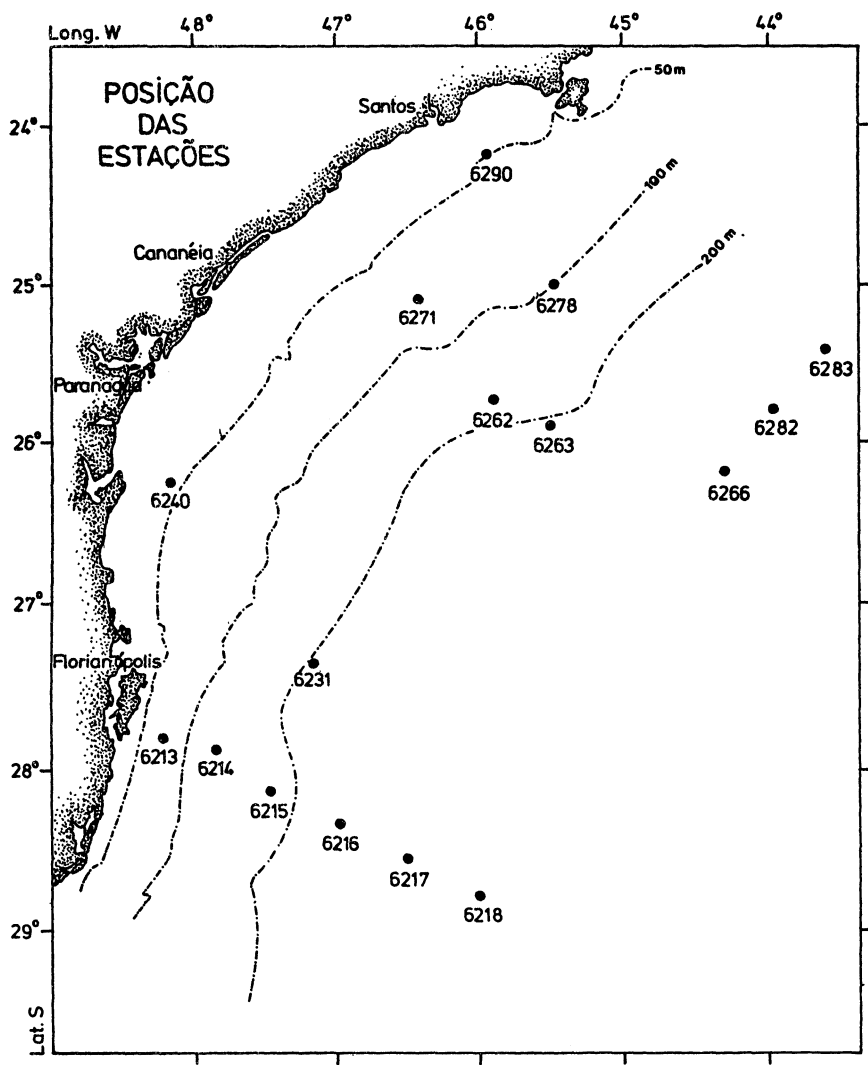 Long. W
48° 47° 46° 45° 44°
POSIÇÃO
DAS
ESTAÇÕES
50 m
Santos
24°
6290
100 m
Cananéia
200 m
25°
6271
6278
6283
Paranaguá
6262
6263
6282
26°
6266
6240
27°
Florianópolis
6231
6213
6214
28°
6215
6216
6217
6218
29°
Lat. S